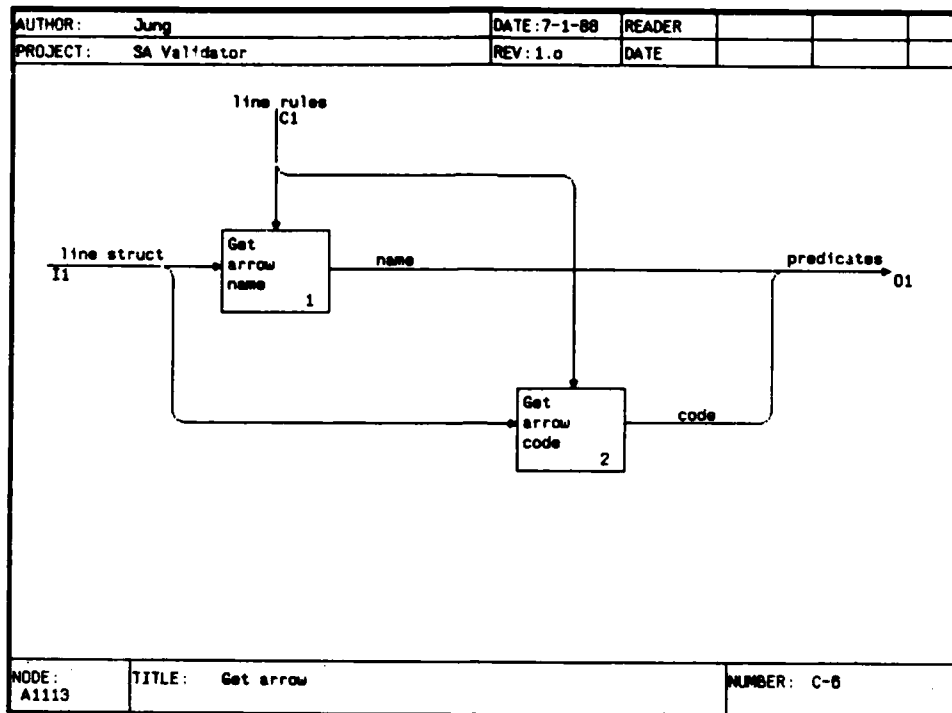 AUTHOR: Jung DATE:7-1-88 READER
PROJECT: SA Validator REV:1.0 DATE
line rules
C1
line struct
I1
Get
arrow
name
1
name
predicates
O1
Get
arrow
code
2
code
NODE:
A1113
TITLE: Get arrow
NUMBER: C-6